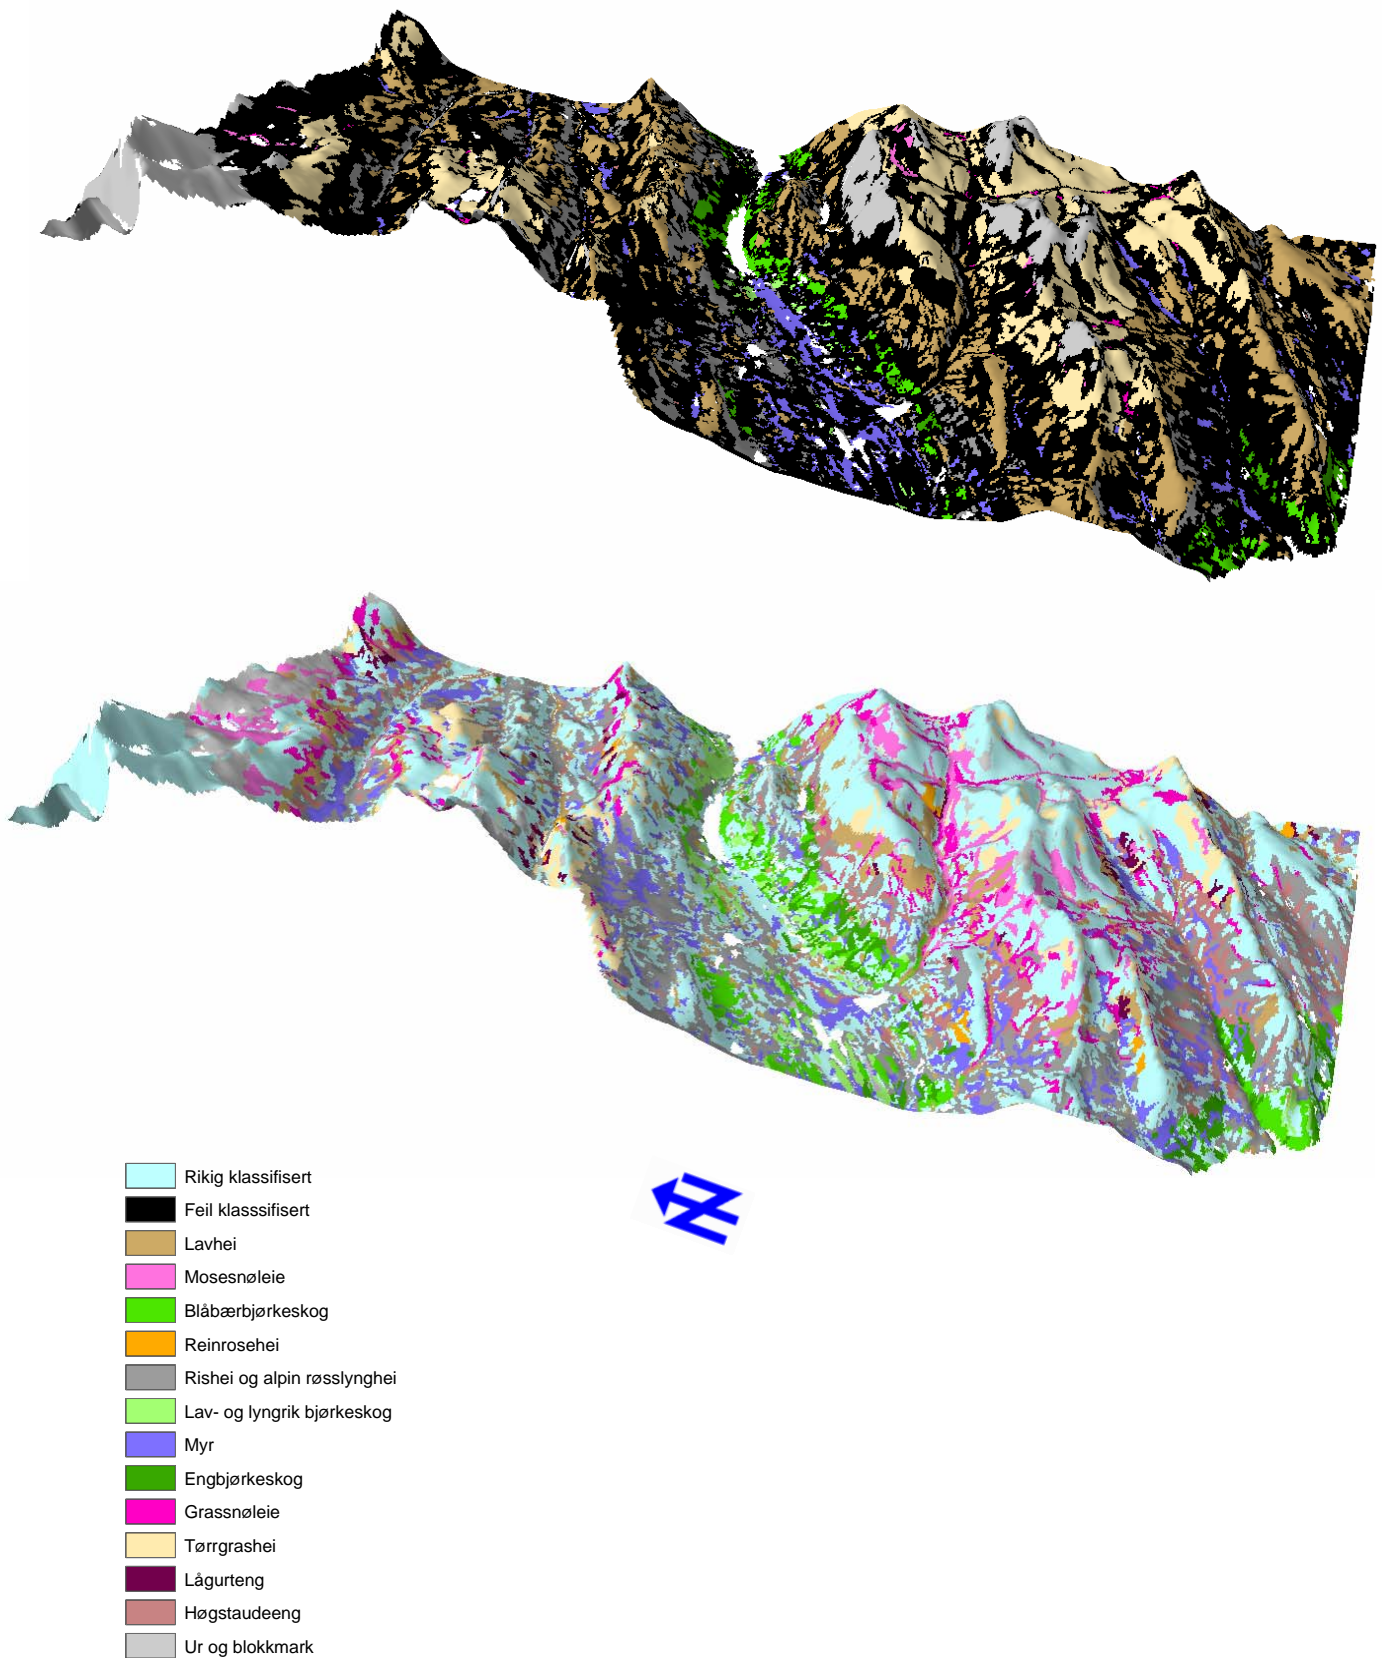 Rikig klassifisert
Feil klasssifisert
Lavhei
Mosesnøleie
Blåbærbjørkeskog
Reinrosehei
Rishei og alpin røsslynghei
Lav- og lyngrik bjørkeskog
Myr
Engbjørkeskog
Grassnøleie
Tørrgrashei
Lågurteng
Høgstaudeeng
Ur og blokkmark
N